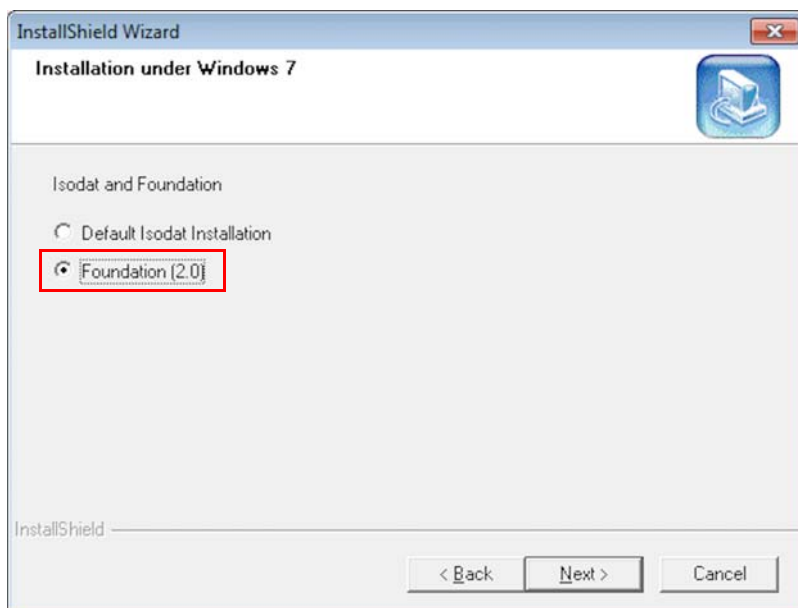 InstallShield Wizard
Installation under Windows 7
Isodat and Foundation
Default Isodat Installation
Foundation (2.0)
InstallShield
< Back Next > Cancel